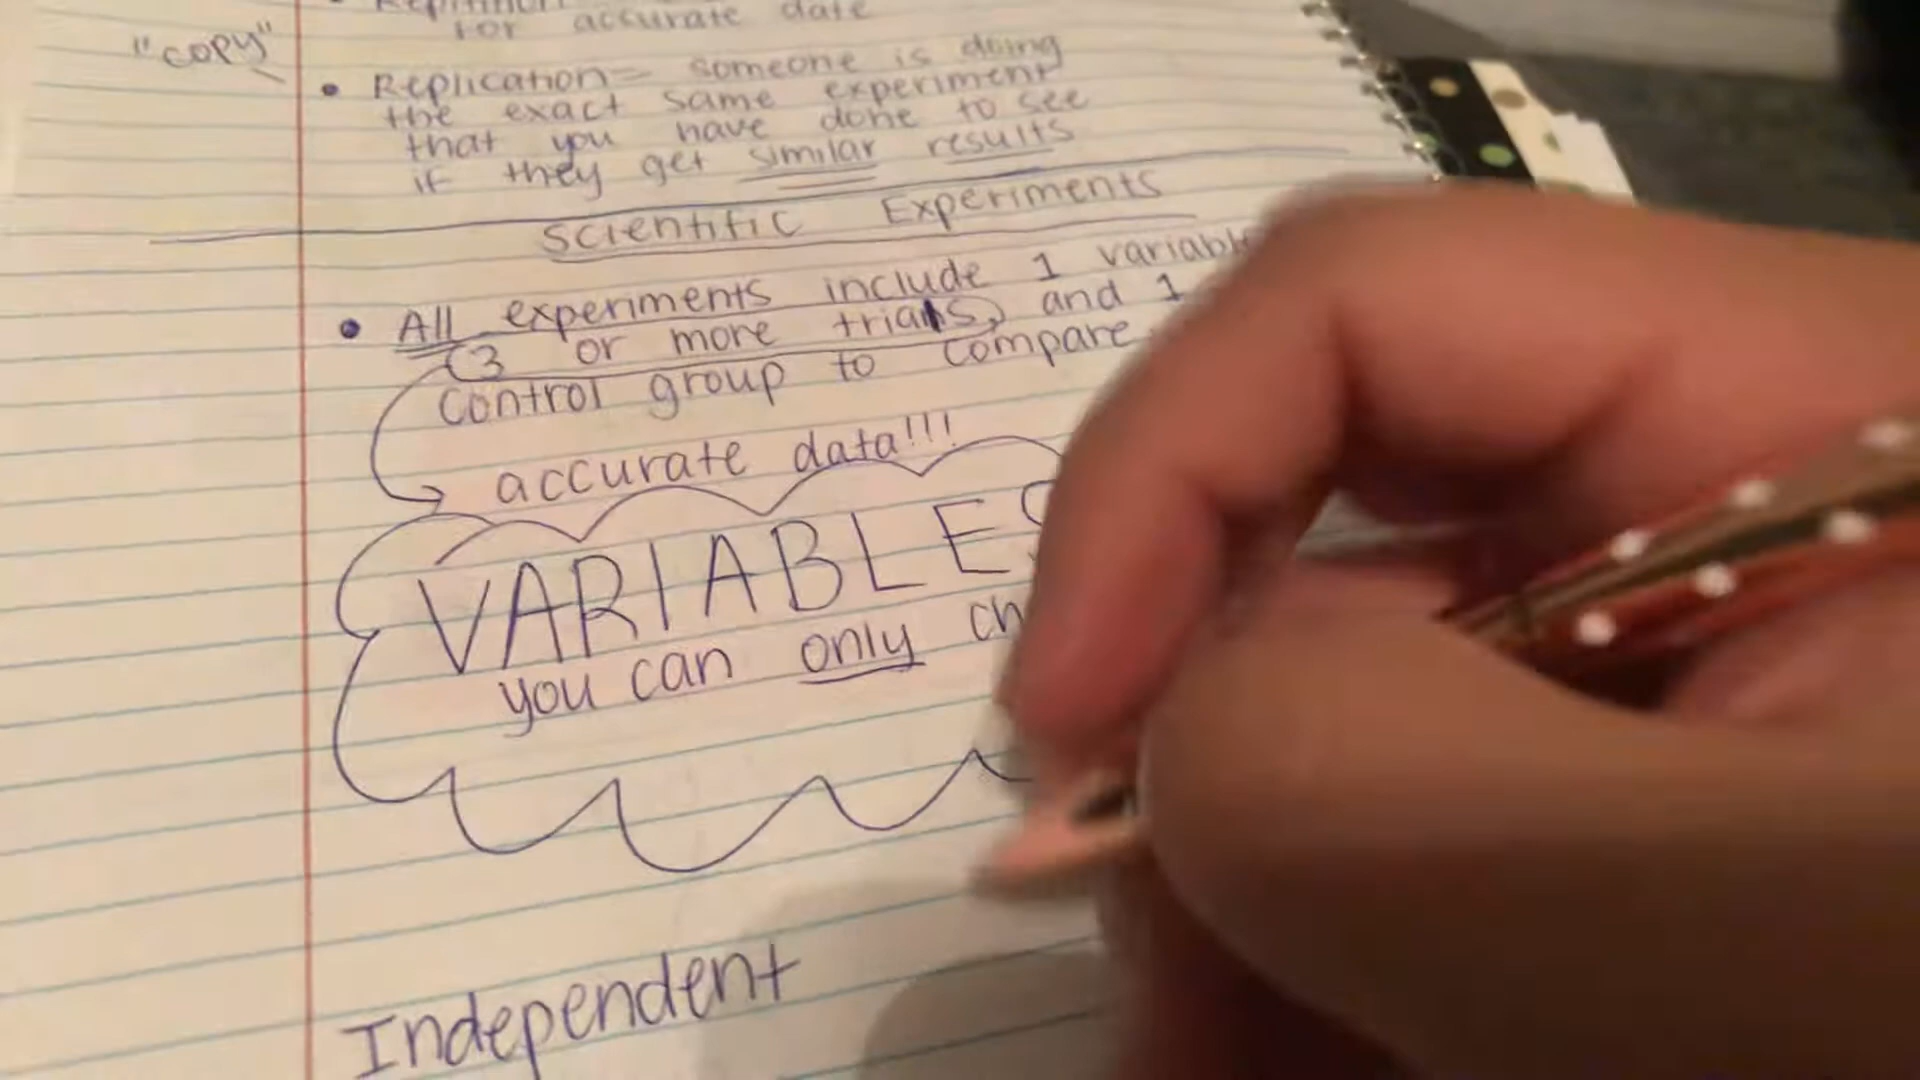 for accurate date
"copy"
• Replication = someone is doing
the exact same experiment
that you have done to see
if they get similar results
Scientific Experiments
• All experiments include 1 variable
(3 or more trials) and 1
control group to compare
accurate data!!!
VARIABLES
you can only
Independent